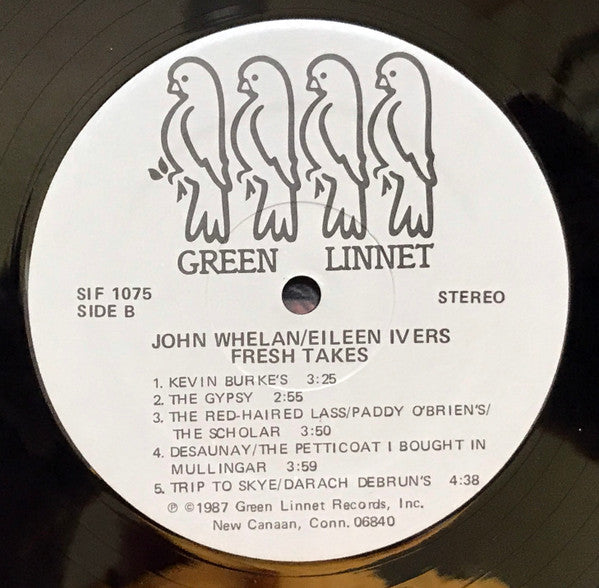 GREEN LINNET
SIF 1075 STEREO
SIDE B
JOHN WHELAN/EILEEN IVERS
FRESH TAKES
1. KEVIN BURKE'S 3:25
2. THE GYPSY 2:55
3. THE RED-HAIRED LASS/PADDY O'BRIEN'S/
THE SCHOLAR 3:50
4. DESAUNAY/THE PETTICOAT I BOUGHT IN
MULLINGAR 3:59
5. TRIP TO SKYE/DARACH DEBRUN'S 4:38
℗ ©1987 Green Linnet Records, Inc.
New Canaan, Conn. 06840